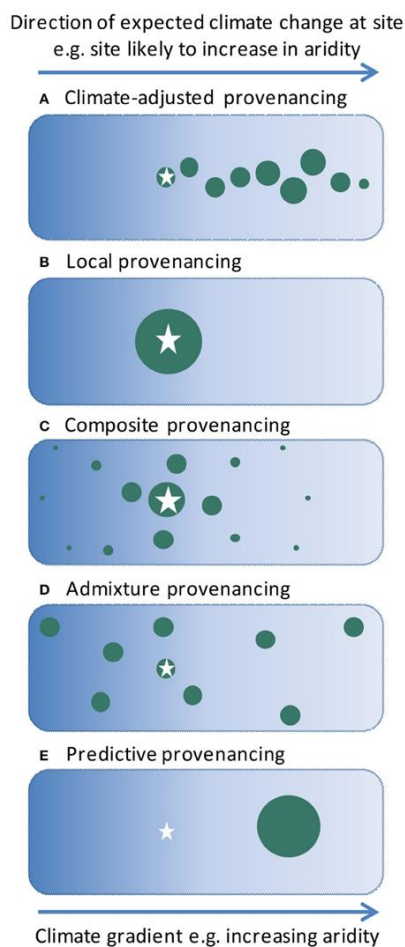 Direction of expected climate change at site
e.g. site likely to increase in aridity
A Climate-adjusted provenancing
B Local provenancing
C Composite provenancing
D Admixture provenancing
E Predictive provenancing
Climate gradient e.g. increasing aridity